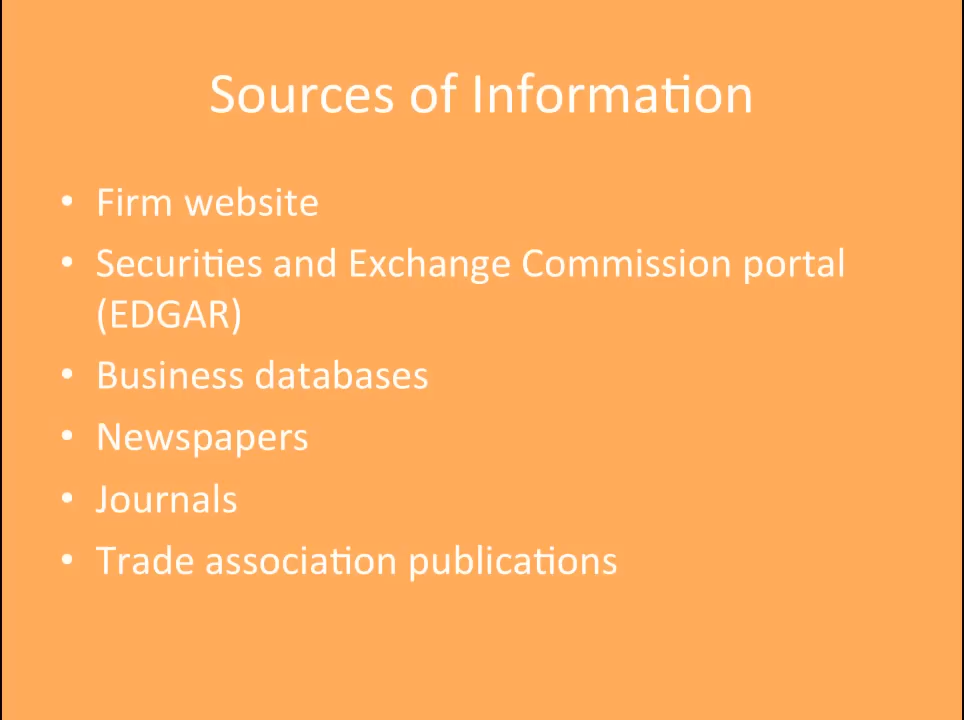 Sources of Information
• Firm website
• Securities and Exchange Commission portal
(EDGAR)
• Business databases
• Newspapers
• Journals
• Trade association publications